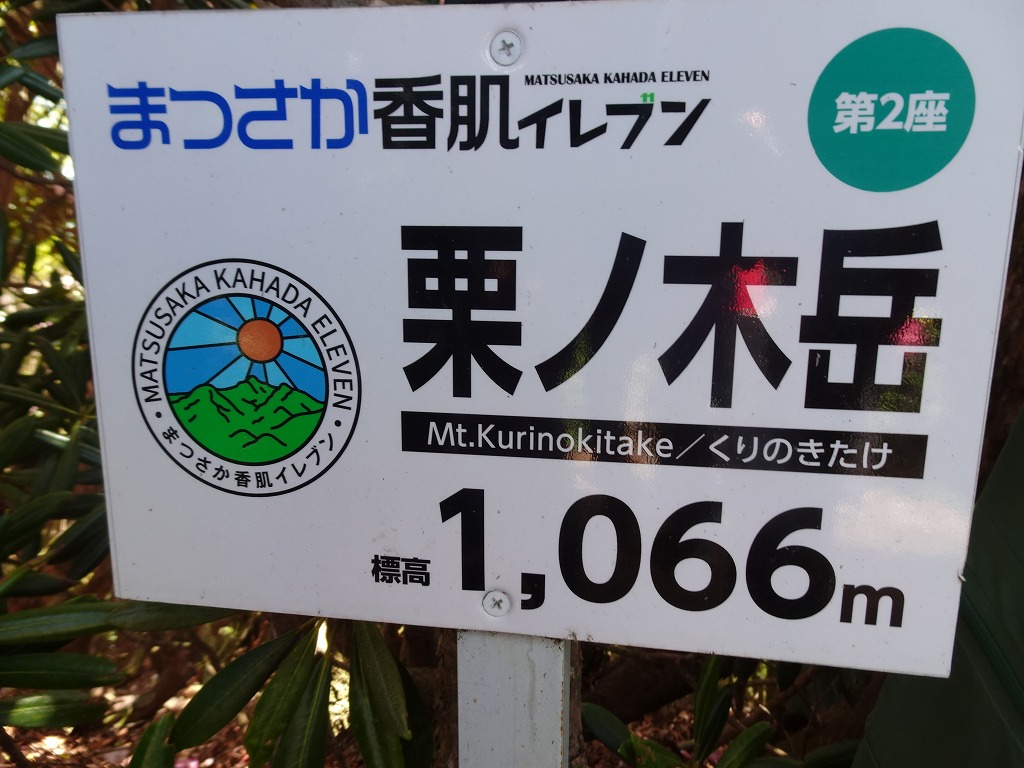 MATSUSAKA KAHADA ELEVEN
まつさか香肌イレブン
第2座
栗ノ木岳
Mt.Kurinokitake／くりのきたけ
標高1,066m
・MATSUSAKA KAHADA ELEVEN・
まつさか香肌イレブン